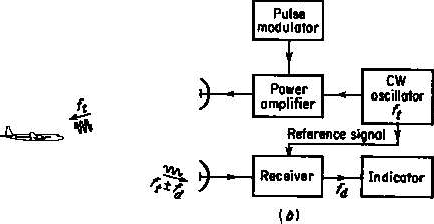 Pulse
modulator
f_t
Power
amplifier
CW
oscillator
f_t
Reference signal
f_t ± f_d
Receiver
f_d
Indicator
(b)